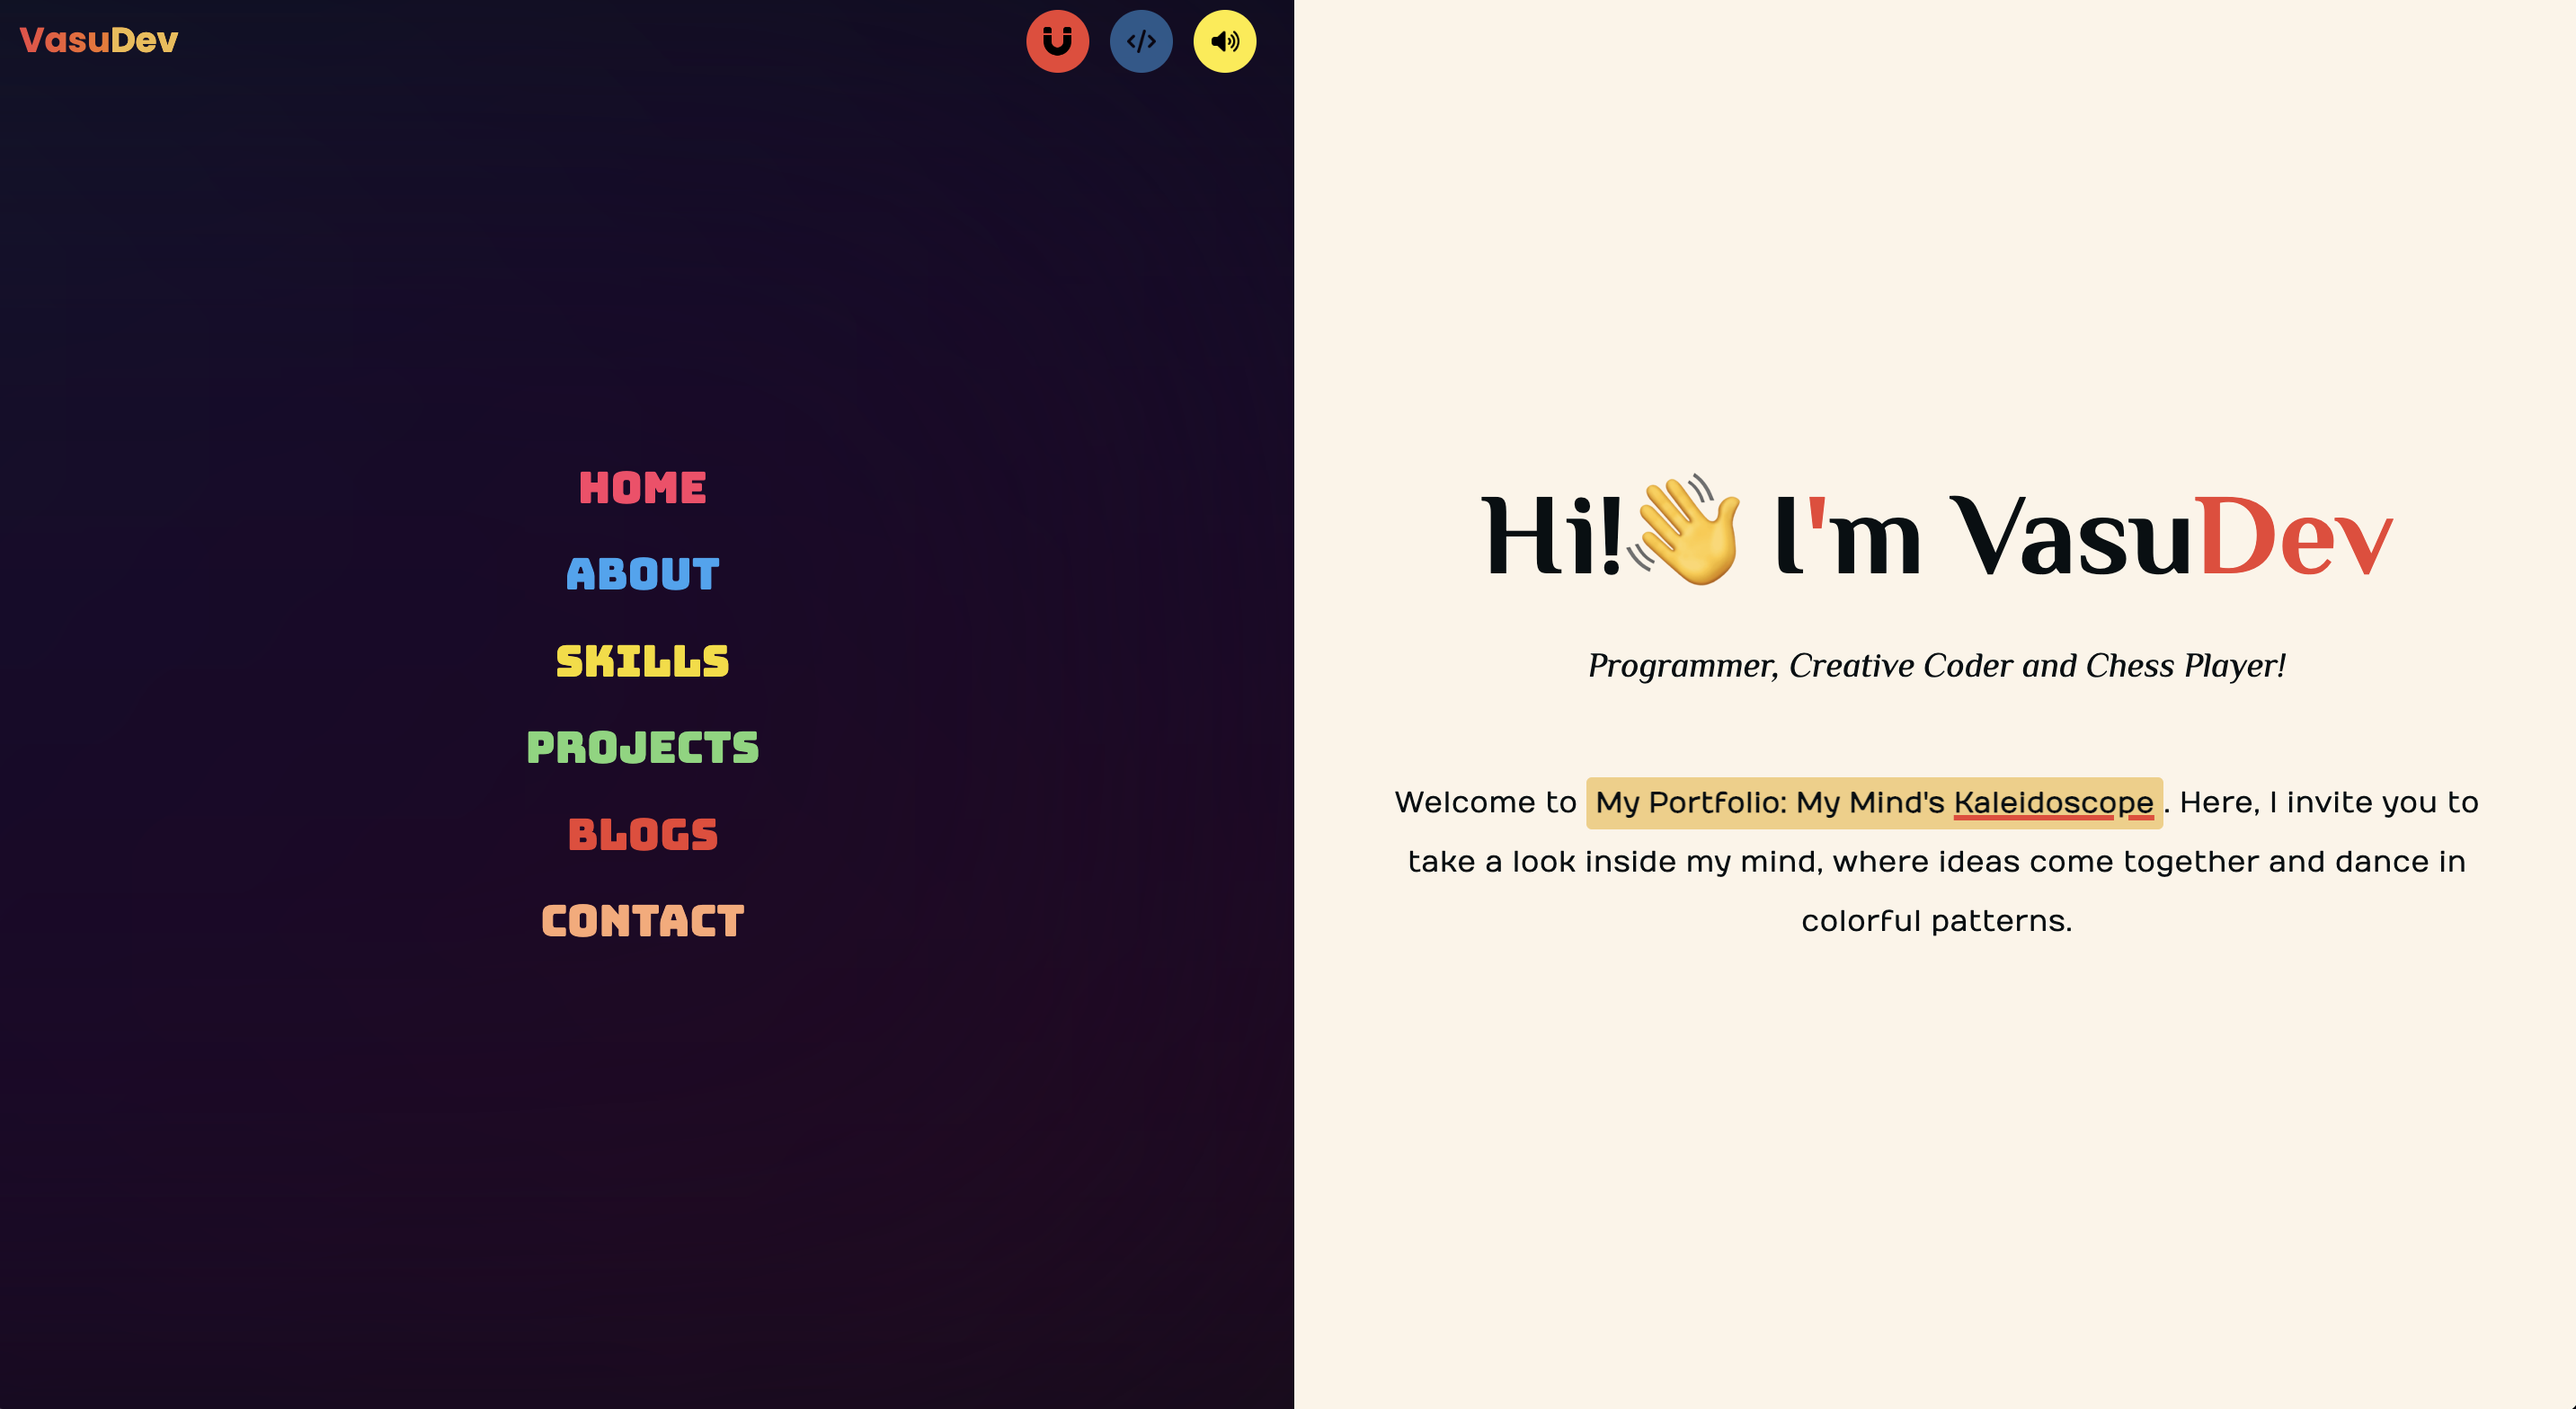 VasuDev
HOME
ABOUT
SKILLS
PROJECTS
BLOGS
CONTACT
Hi!👋 I'm VasuDev
Programmer, Creative Coder and Chess Player!
Welcome to My Portfolio: My Mind's Kaleidoscope . Here, I invite you to
take a look inside my mind, where ideas come together and dance in
colorful patterns.